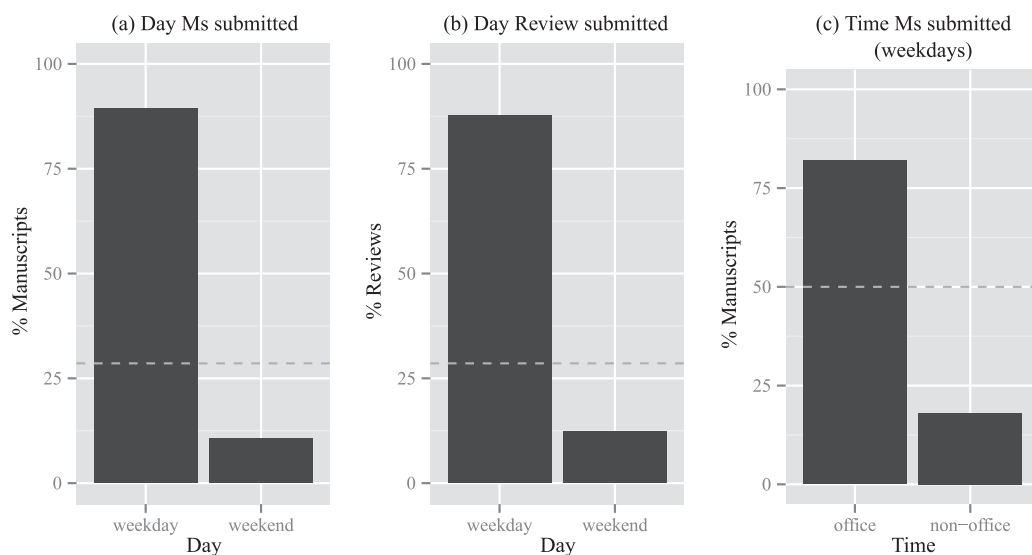 (a) Day Ms submitted
% Manuscripts
100
75
50
25
0
weekday weekend
Day
(b) Day Review submitted
% Reviews
100
75
50
25
0
weekday weekend
Day
(c) Time Ms submitted
(weekdays)
% Manuscripts
100
75
50
25
0
office non−office
Time